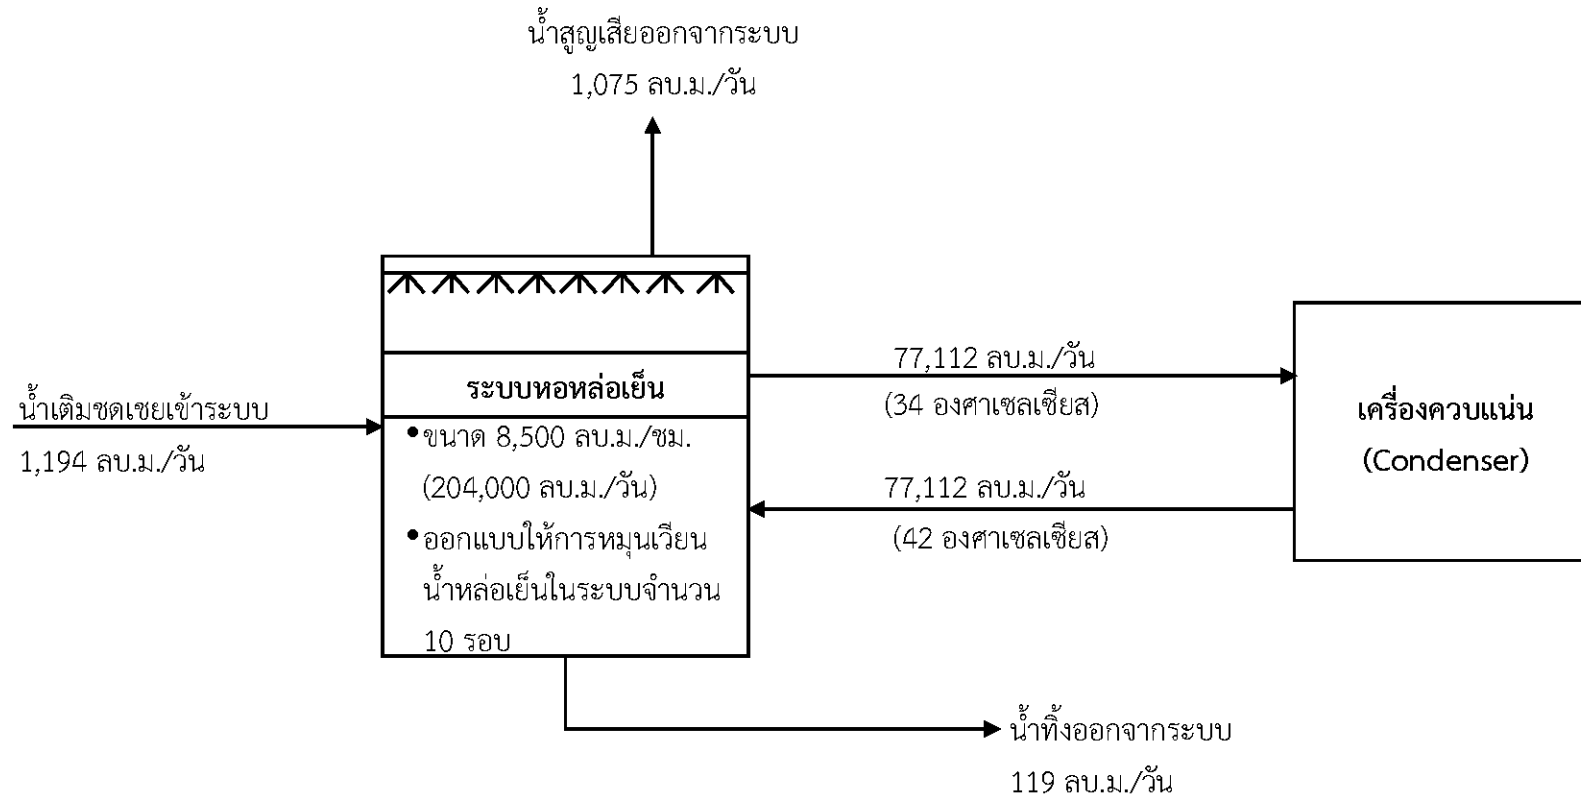 น้ำสูญเสียออกจากระบบ
1,075 ลบ.ม./วัน
น้ำเติมชดเชยเข้าระบบ
1,194 ลบ.ม./วัน
ระบบหอหล่อเย็น
•ขนาด 8,500 ลบ.ม./ชม.
(204,000 ลบ.ม./วัน)
•ออกแบบให้การหมุนเวียน
น้ำหล่อเย็นในระบบจำนวน
10 รอบ
77,112 ลบ.ม./วัน
(34 องศาเซลเซียส)
77,112 ลบ.ม./วัน
(42 องศาเซลเซียส)
เครื่องควบแน่น
(Condenser)
น้ำทิ้งออกจากระบบ
119 ลบ.ม./วัน